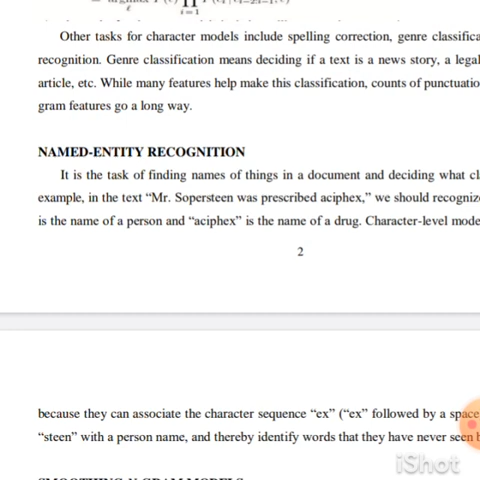 Other tasks for character models include spelling correction, genre classifica
recognition. Genre classification means deciding if a text is a news story, a legal
article, etc. While many features help make this classification, counts of punctuatio
gram features go a long way.
NAMED-ENTITY RECOGNITION
It is the task of finding names of things in a document and deciding what cl
example, in the text “Mr. Sopersteen was prescribed aciphex,” we should recogniz
is the name of a person and “aciphex” is the name of a drug. Character-level mode
2
because they can associate the character sequence “ex” (“ex” followed by a space
“steen” with a person name, and thereby identify words that they have never seen b
iShot